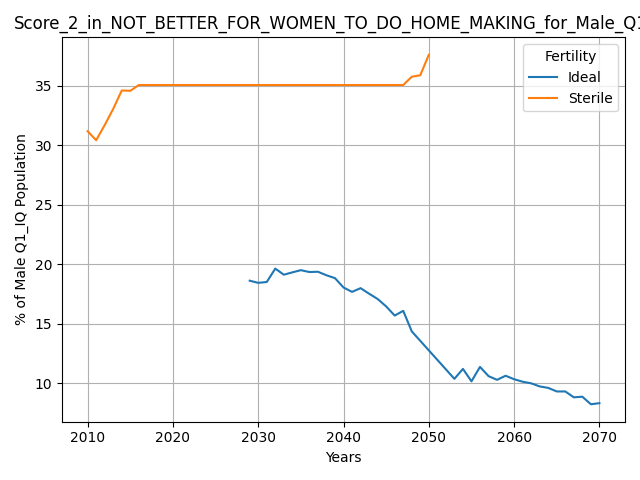 Score_2_in_NOT_BETTER_FOR_WOMEN_TO_DO_HOME_MAKING_for_Male_Q1
Fertility
Ideal
Sterile
% of Male Q1_IQ Population
35
30
25
20
15
10
2010 2020 2030 2040 2050 2060 2070
Years